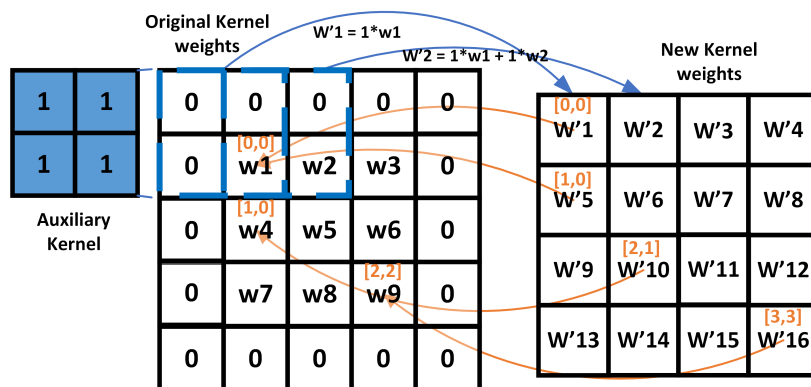 Original Kernel
weights
W'1 = 1*w1
W'2 = 1*w1 + 1*w2
New Kernel
weights
1 1
1 1
Auxiliary
Kernel
0 0 0 0 0
[0,0]
0 w1 w2 w3 0
[1,0]
0 w4 w5 w6 0
[2,2]
0 w7 w8 w9 0
0 0 0 0 0
[0,0]
W'1 W'2 W'3 W'4
[1,0]
W'5 W'6 W'7 W'8
[2,1]
W'9 W'10 W'11 W'12
[3,3]
W'13 W'14 W'15 W'16